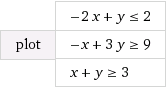 plot
-2 x + y ≤ 2
-x + 3 y ≥ 9
x + y ≥ 3